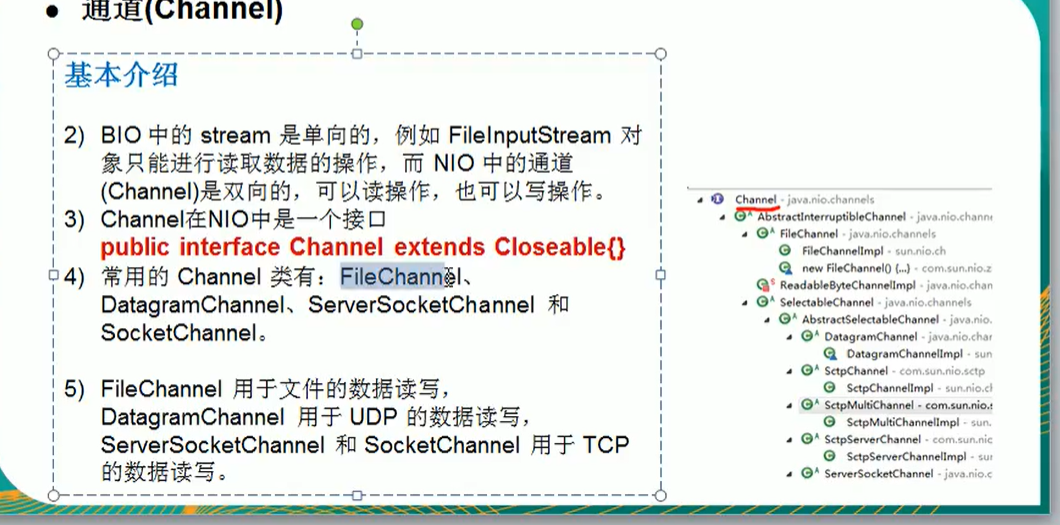 ● 通道(Channel)
基本介绍
2) BIO 中的 stream 是单向的，例如 FileInputStream 对
象只能进行读取数据的操作，而 NIO 中的通道
(Channel)是双向的，可以读操作，也可以写操作。
3) Channel在NIO中是一个接口
public interface Channel extends Closeable{}
4) 常用的 Channel 类有：FileChannel、
DatagramChannel、ServerSocketChannel 和
SocketChannel。
5) FileChannel 用于文件的数据读写，
DatagramChannel 用于 UDP 的数据读写，
ServerSocketChannel 和 SocketChannel 用于 TCP
的数据读写。
Channel - java.nio.channels
AbstractInterruptibleChannel - java.nio.channe
FileChannel - java.nio.channels
FileChannelImpl - sun.nio.ch
new FileChannel() {...} - com.sun.nio.z
ReadableByteChannelImpl - java.nio.chan
SelectableChannel - java.nio.channels
AbstractSelectableChannel - java.nio.
DatagramChannel - java.nio.char
DatagramChannelImpl - sun
SctpChannel - com.sun.nio.sctp
SctpChannelImpl - sun.nio.cl
SctpMultiChannel - com.sun.nio.s
SctpMultiChannelImpl - sun.
SctpServerChannel - com.sun.nic
SctpServerChannelImpl - sur
ServerSocketChannel - java.nio.c